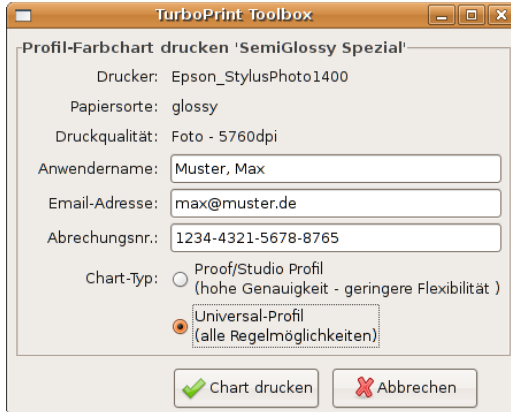 TurboPrint Toolbox
Profil-Farbchart drucken 'SemiGlossy Spezial'
Drucker: Epson_StylusPhoto1400
Papiersorte: glossy
Druckqualität: Foto - 5760dpi
Anwendername: Muster, Max
Email-Adresse: max@muster.de
Abrechungsnr.: 1234-4321-5678-8765
Chart-Typ: Proof/Studio Profil
(hohe Genauigkeit - geringere Flexibilität )
Universal-Profil
(alle Regelmöglichkeiten)
Chart drucken Abbrechen